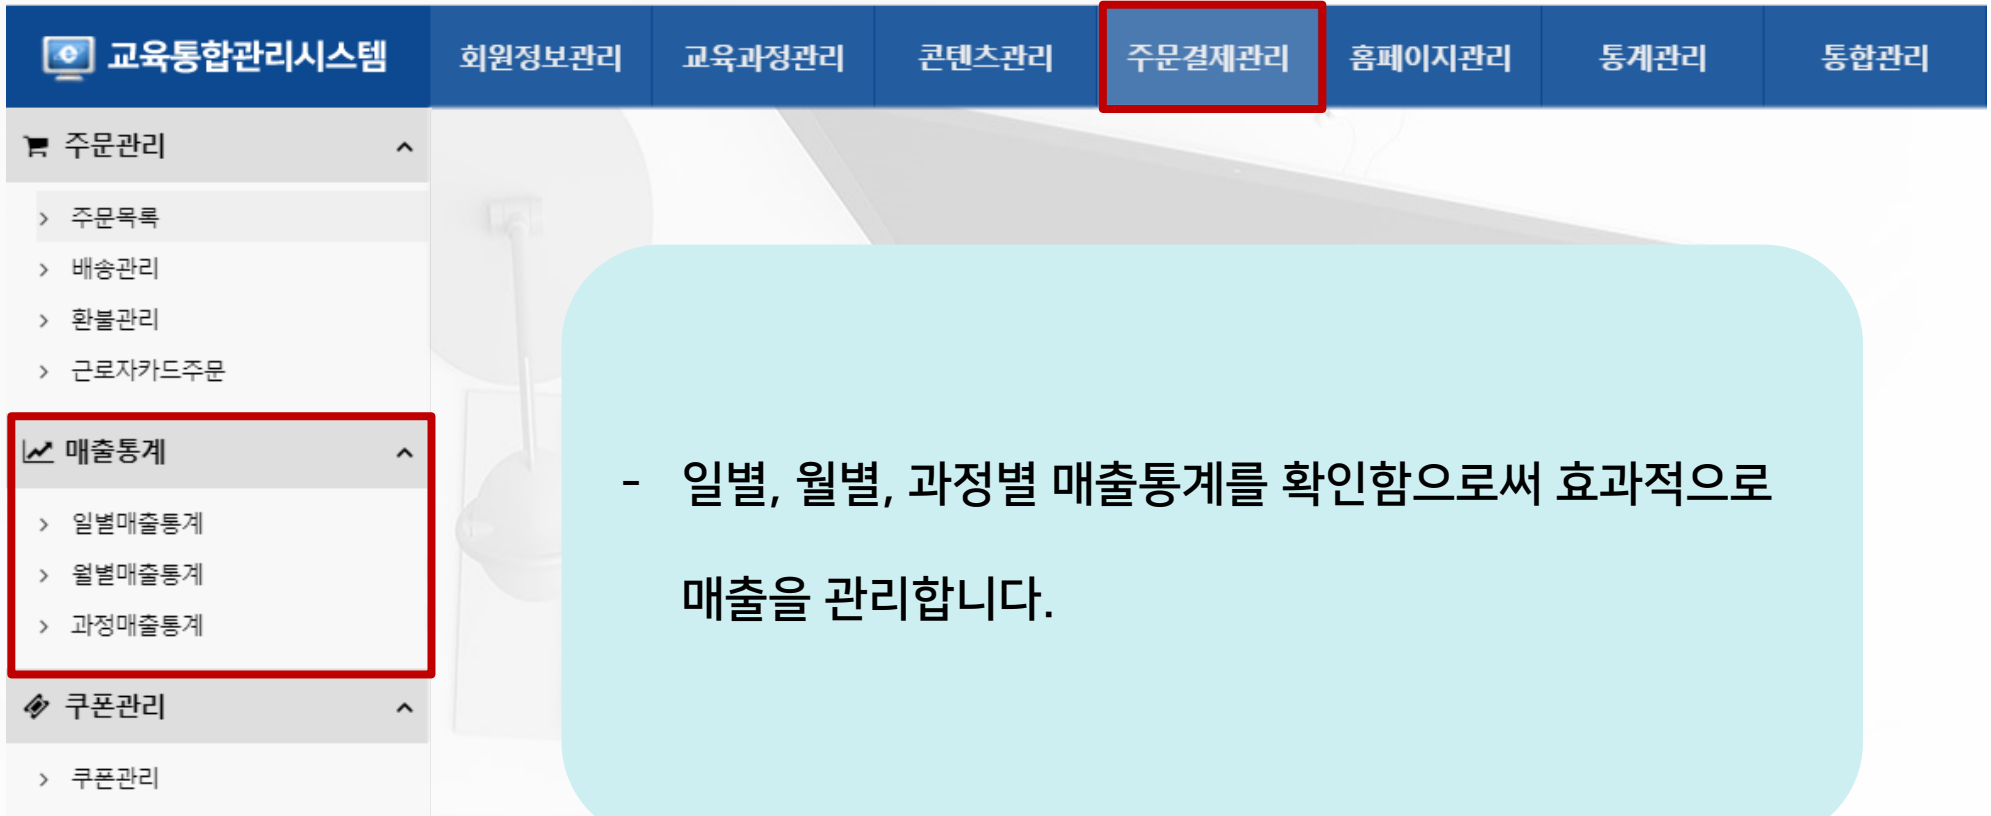 교육통합관리시스템 회원정보관리 교육과정관리 콘텐츠관리 주문결제관리 홈페이지관리 통계관리 통합관리
주문관리
주문목록
배송관리
환불관리
근로자카드주문
매출통계
일별매출통계
월별매출통계
과정매출통계
쿠폰관리
쿠폰관리
- 일별, 월별, 과정별 매출통계를 확인함으로써 효과적으로
매출을 관리합니다.